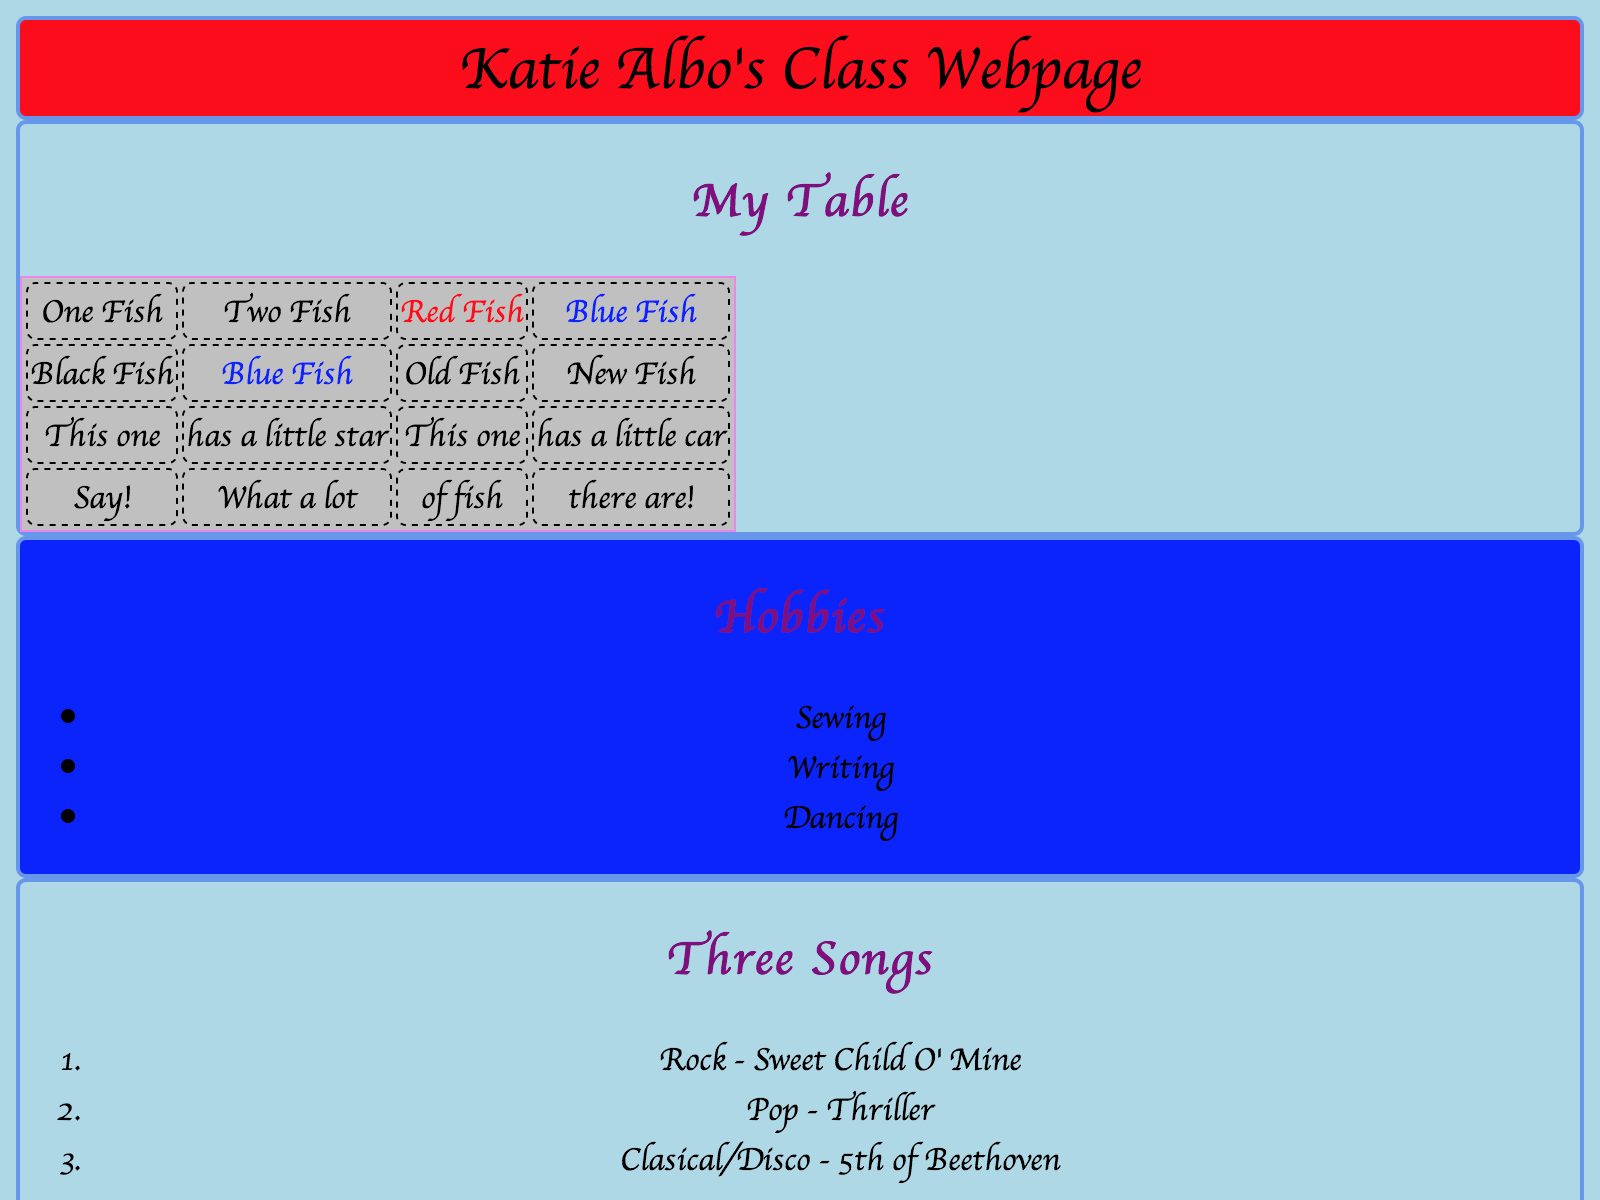 Katie Albo's Class Webpage
My Table
One Fish Two Fish Red Fish Blue Fish
Black Fish Blue Fish Old Fish New Fish
This one has a little star This one has a little car
Say! What a lot of fish there are!
Hobbies
• Sewing
• Writing
• Dancing
Three Songs
1. Rock - Sweet Child O' Mine
2. Pop - Thriller
3. Clasical/Disco - 5th of Beethoven